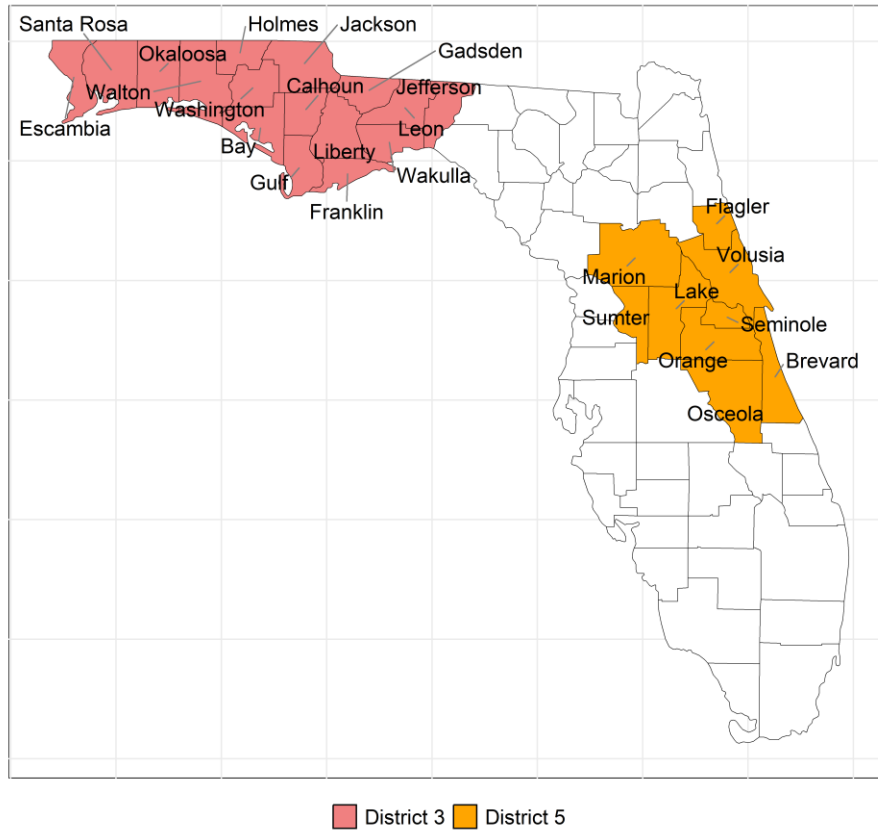 Santa Rosa
Holmes
Jackson
Okaloosa
Gadsden
Walton
Calhoun
Jefferson
Washington
Escambia
Leon
Bay
Liberty
Gulf
Wakulla
Franklin
Flagler
Volusia
Marion
Lake
Sumter
Seminole
Orange
Brevard
Osceola
District 3
District 5